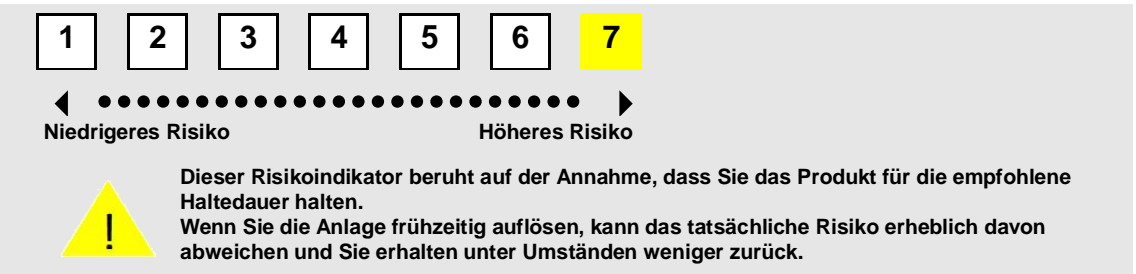 1 2 3 4 5 6 7
Niedrigeres Risiko Höheres Risiko
Dieser Risikoindikator beruht auf der Annahme, dass Sie das Produkt für die empfohlene
Haltedauer halten.
Wenn Sie die Anlage frühzeitig auflösen, kann das tatsächliche Risiko erheblich davon
abweichen und Sie erhalten unter Umständen weniger zurück.
!